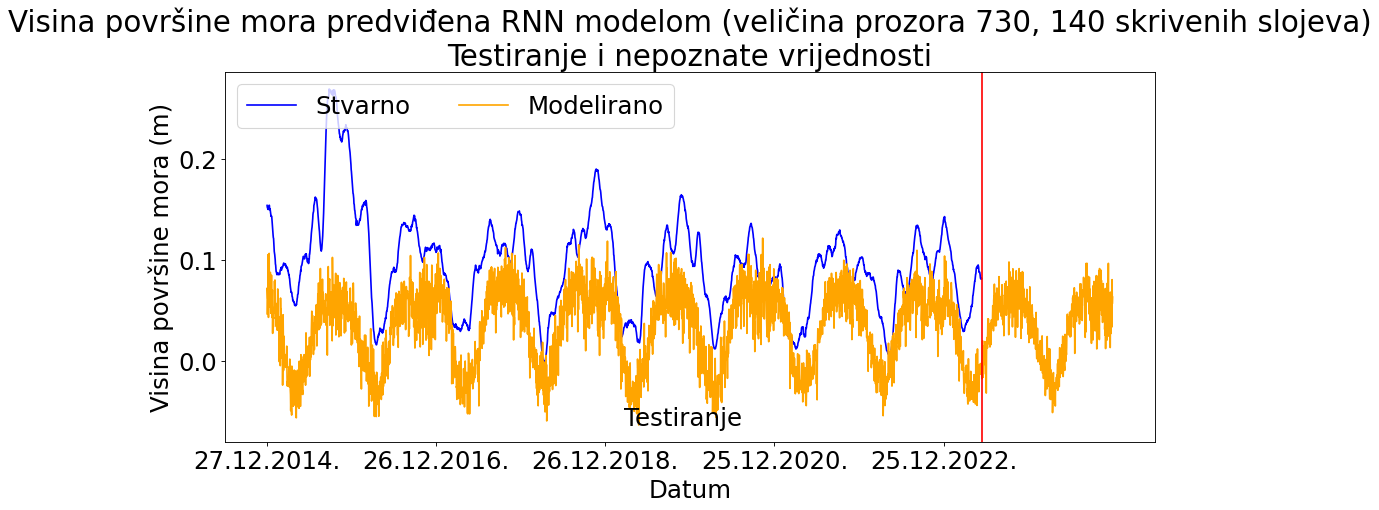 Visina površine mora predviđena RNN modelom (veličina prozora 730, 140 skrivenih slojeva)
Testiranje i nepoznate vrijednosti
Stvarno Modelirano
Visina površine mora (m)
0.2
0.1
0.0
Testiranje
27.12.2014. 26.12.2016. 26.12.2018. 25.12.2020. 25.12.2022.
Datum